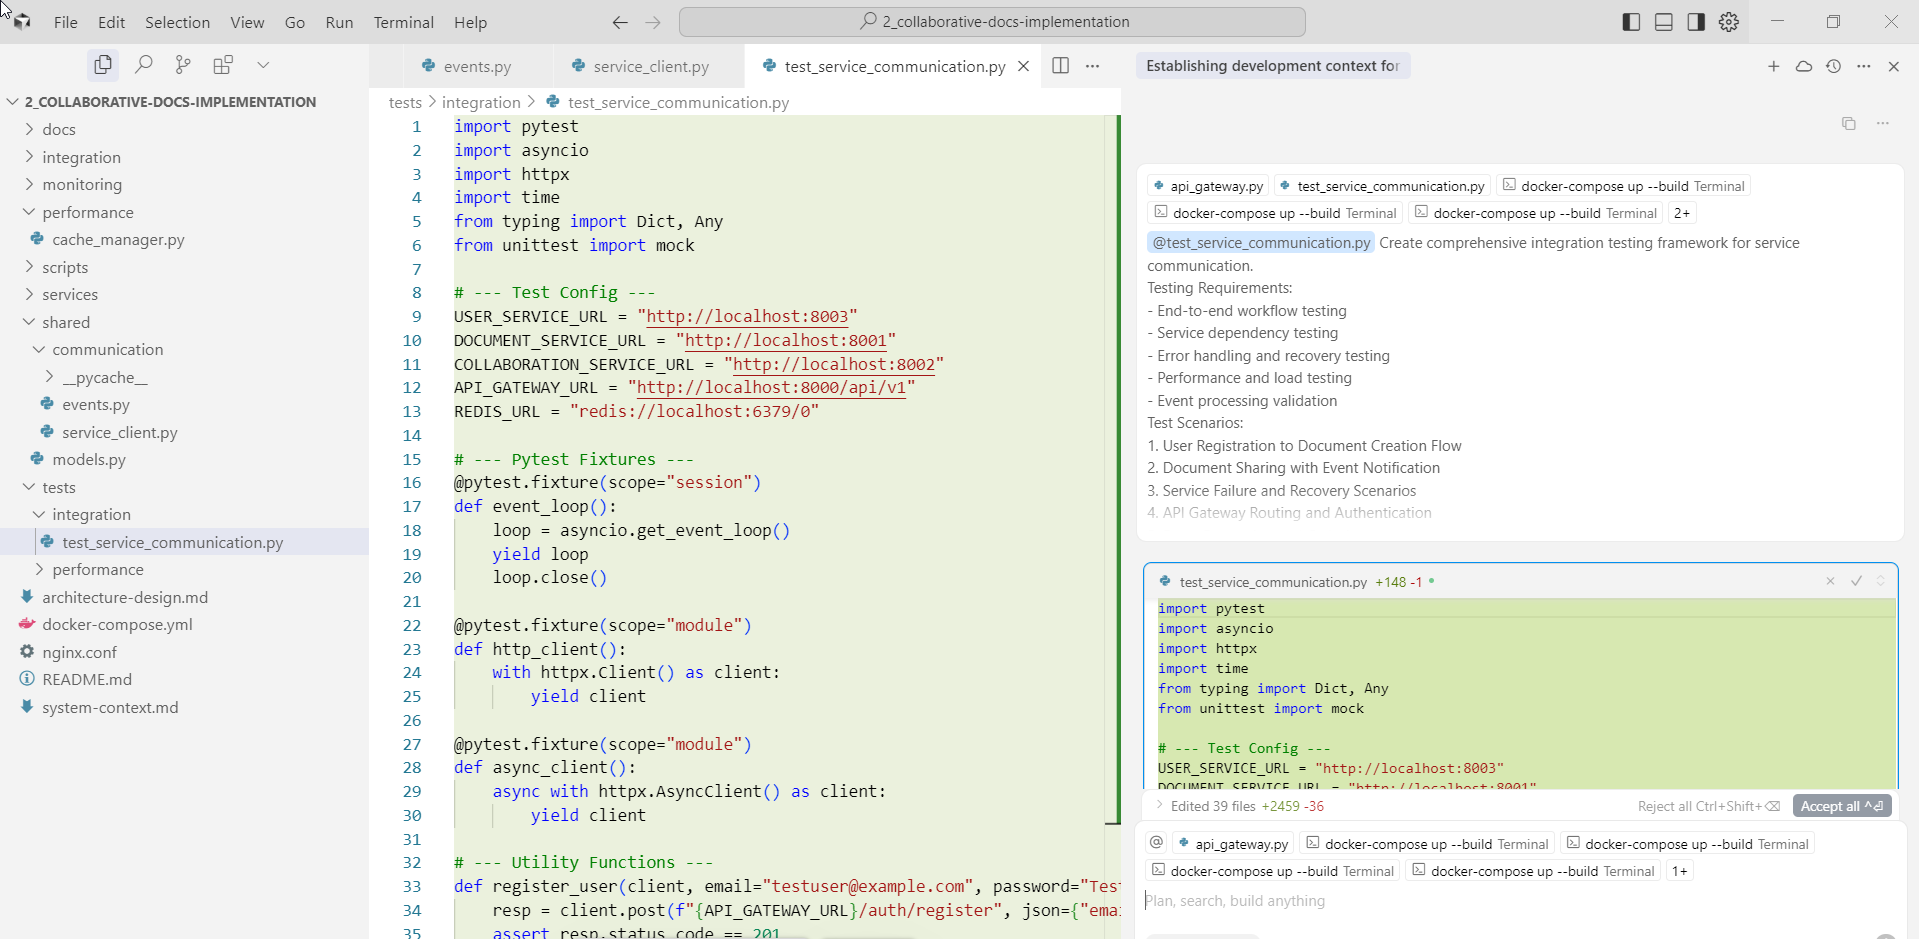 File Edit Selection View Go Run Terminal Help
2_collaborative-docs-implementation
2_COLLABORATIVE-DOCS-IMPLEMENTATION
docs
integration
monitoring
performance
cache_manager.py
scripts
services
shared
communication
__pycache__
events.py
service_client.py
models.py
tests
integration
test_service_communication.py
performance
architecture-design.md
docker-compose.yml
nginx.conf
README.md
system-context.md
events.py service_client.py test_service_communication.py
tests > integration > test_service_communication.py
1 import pytest
2 import asyncio
3 import httpx
4 import time
5 from typing import Dict, Any
6 from unittest import mock
7
8 # --- Test Config ---
9 USER_SERVICE_URL = "http://localhost:8003"
10 DOCUMENT_SERVICE_URL = "http://localhost:8001"
11 COLLABORATION_SERVICE_URL = "http://localhost:8002"
12 API_GATEWAY_URL = "http://localhost:8000/api/v1"
13 REDIS_URL = "redis://localhost:6379/0"
14
15 # --- Pytest Fixtures ---
16 @pytest.fixture(scope="session")
17 def event_loop():
18 loop = asyncio.get_event_loop()
19 yield loop
20 loop.close()
21
22 @pytest.fixture(scope="module")
23 def http_client():
24 with httpx.Client() as client:
25 yield client
26
27 @pytest.fixture(scope="module")
28 def async_client():
29 async with httpx.AsyncClient() as client:
30 yield client
31
32 # --- Utility Functions ---
33 def register_user(client, email="testuser@example.com", password="Tes
34 resp = client.post(f"{API_GATEWAY_URL}/auth/register", json={"ema
35 assert resp.status_code == 201
Establishing development context for
api_gateway.py test_service_communication.py docker-compose up --build Terminal
docker-compose up --build Terminal docker-compose up --build Terminal 2+
@test_service_communication.py Create comprehensive integration testing framework for service
communication.
Testing Requirements:
- End-to-end workflow testing
- Service dependency testing
- Error handling and recovery testing
- Performance and load testing
- Event processing validation
Test Scenarios:
1. User Registration to Document Creation Flow
2. Document Sharing with Event Notification
3. Service Failure and Recovery Scenarios
4. API Gateway Routing and Authentication
test_service_communication.py +148 -1
import pytest
import asyncio
import httpx
import time
from typing import Dict, Any
from unittest import mock
# --- Test Config ---
USER_SERVICE_URL = "http://localhost:8003"
DOCUMENT_SERVICE_URL = "http://localhost:8001"
Edited 39 files +2459 -36 Reject all Ctrl+Shift+⌫ Accept all ^⏎
@ api_gateway.py docker-compose up --build Terminal docker-compose up --build Terminal
docker-compose up --build Terminal docker-compose up --build Terminal 1+
Plan, search, build anything